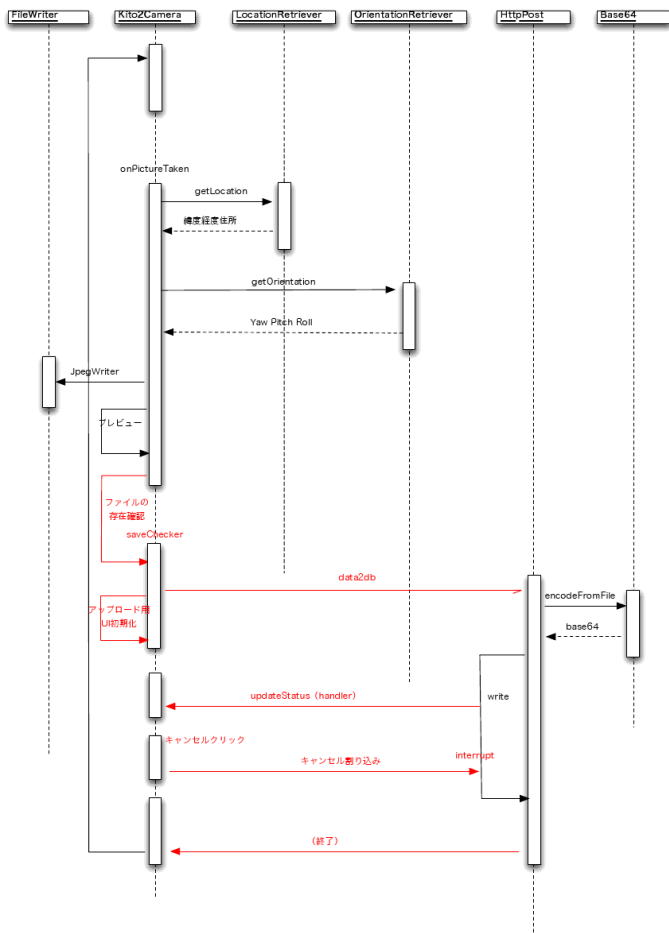 FileWriter
Kito2Camera
LocationRetriever
OrientationRetriever
HttpPost
Base64
onPictureTaken
getLocation
緯度経度住所
getOrientation
Yaw Pitch Roll
JpegWriter
プレビュー
ファイルの
存在確認
saveChecker
data2db
encodeFromFile
アップロード用
UI初期化
base64
updateStatus (handler)
write
キャンセルクリック
キャンセル割り込み
interrupt
(終了)